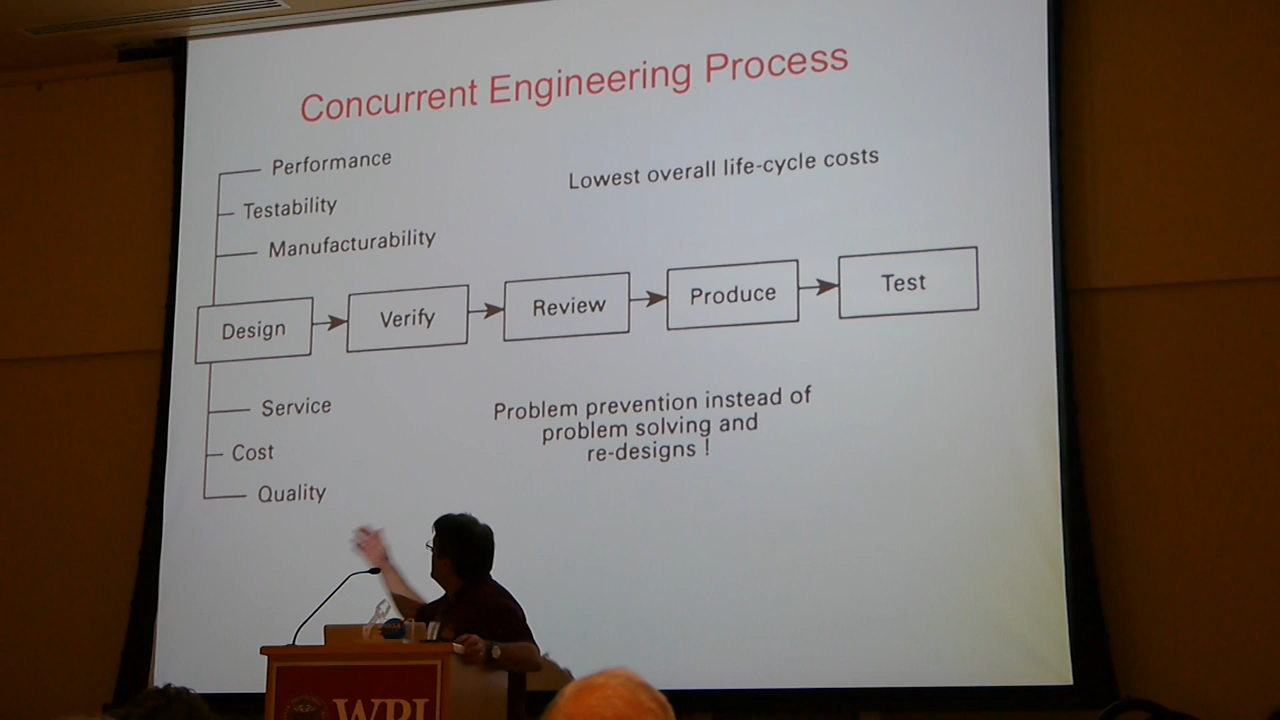 Concurrent Engineering Process
Performance
Testability
Manufacturability
Lowest overall life-cycle costs
Design
Verify
Review
Produce
Test
Service
Cost
Quality
Problem prevention instead of
problem solving and
re-designs !
WPI